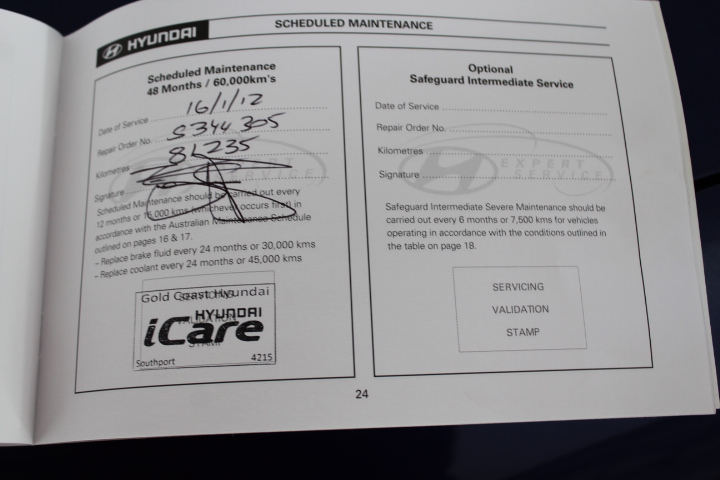 HYUNDAI
SCHEDULED MAINTENANCE
Scheduled Maintenance
48 Months / 60,000km's
Date of Service 16/1/12
Repair Order No. S344305
Kilometres 81235
Signature
Scheduled Maintenance should be carried out every
12 months or 15,000 kms (whichever occurs first) in
accordance with the Australian Maintenance Schedule
outlined on pages 16 & 17.
– Replace brake fluid every 24 months or 30,000 kms
– Replace coolant every 24 months or 45,000 kms
SERVICING
VALIDATION
STAMP
Gold Coast Hyundai
HYUNDAI
iCare
Southport 4215
Optional
Safeguard Intermediate Service
Date of Service
Repair Order No.
Kilometres
Signature
EXPERT
SERVICE
Safeguard Intermediate Severe Maintenance should be
carried out every 6 months or 7,500 kms for vehicles
operating in accordance with the conditions outlined in
the table on page 18.
SERVICING
VALIDATION
STAMP
24